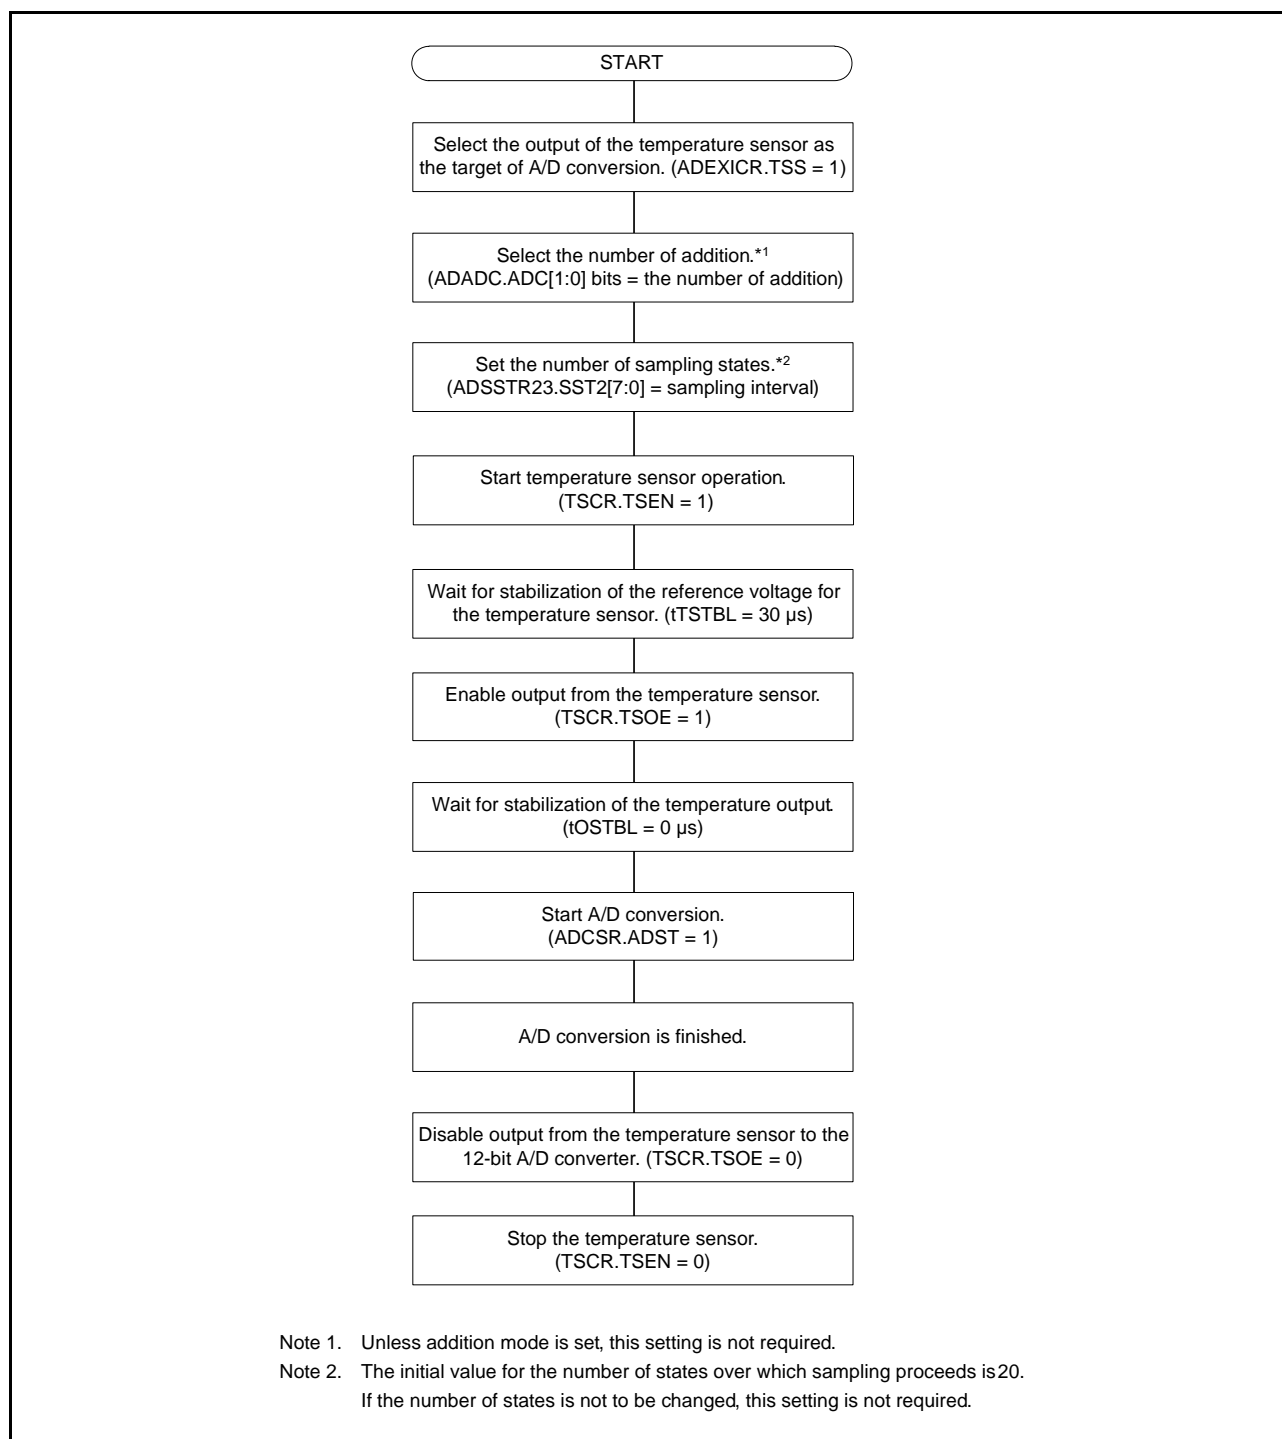 START
Select the output of the temperature sensor as
the target of A/D conversion. (ADEXICR.TSS = 1)
Select the number of addition.*1
(ADADC.ADC[1:0] bits = the number of addition)
Set the number of sampling states.*2
(ADSSTR23.SST2[7:0] = sampling interval)
Start temperature sensor operation.
(TSCR.TSEN = 1)
Wait for stabilization of the reference voltage for
the temperature sensor. (tTSTBL = 30 µs)
Enable output from the temperature sensor.
(TSCR.TSOE = 1)
Wait for stabilization of the temperature output.
(tOSTBL = 0 µs)
Start A/D conversion.
(ADCSR.ADST = 1)
A/D conversion is finished.
Disable output from the temperature sensor to the
12-bit A/D converter. (TSCR.TSOE = 0)
Stop the temperature sensor.
(TSCR.TSEN = 0)
Note 1. Unless addition mode is set, this setting is not required.
Note 2. The initial value for the number of states over which sampling proceeds is 20.
If the number of states is not to be changed, this setting is not required.